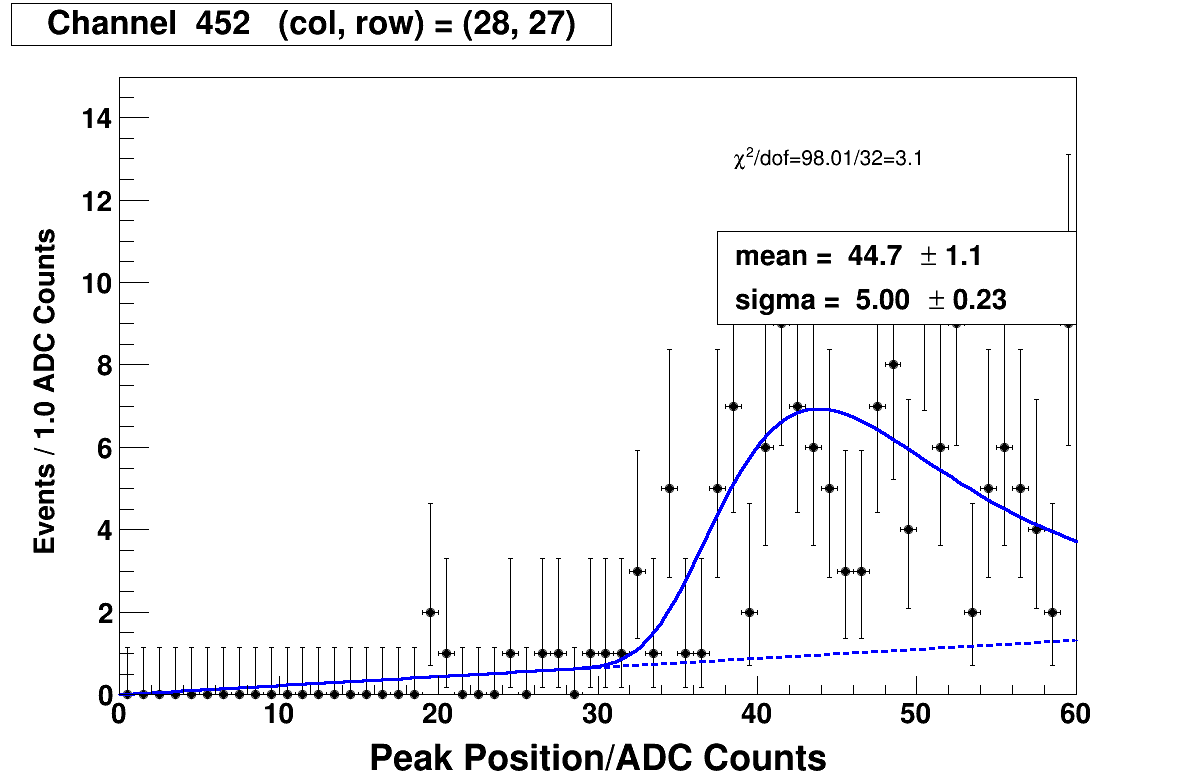 Channel 452 (col, row) = (28, 27)
χ²/dof=98.01/32=3.1
mean = 44.7 ± 1.1
sigma = 5.00 ± 0.23
Events / 1.0 ADC Counts
14
12
10
8
6
4
2
0
0 10 20 30 40 50 60
Peak Position/ADC Counts